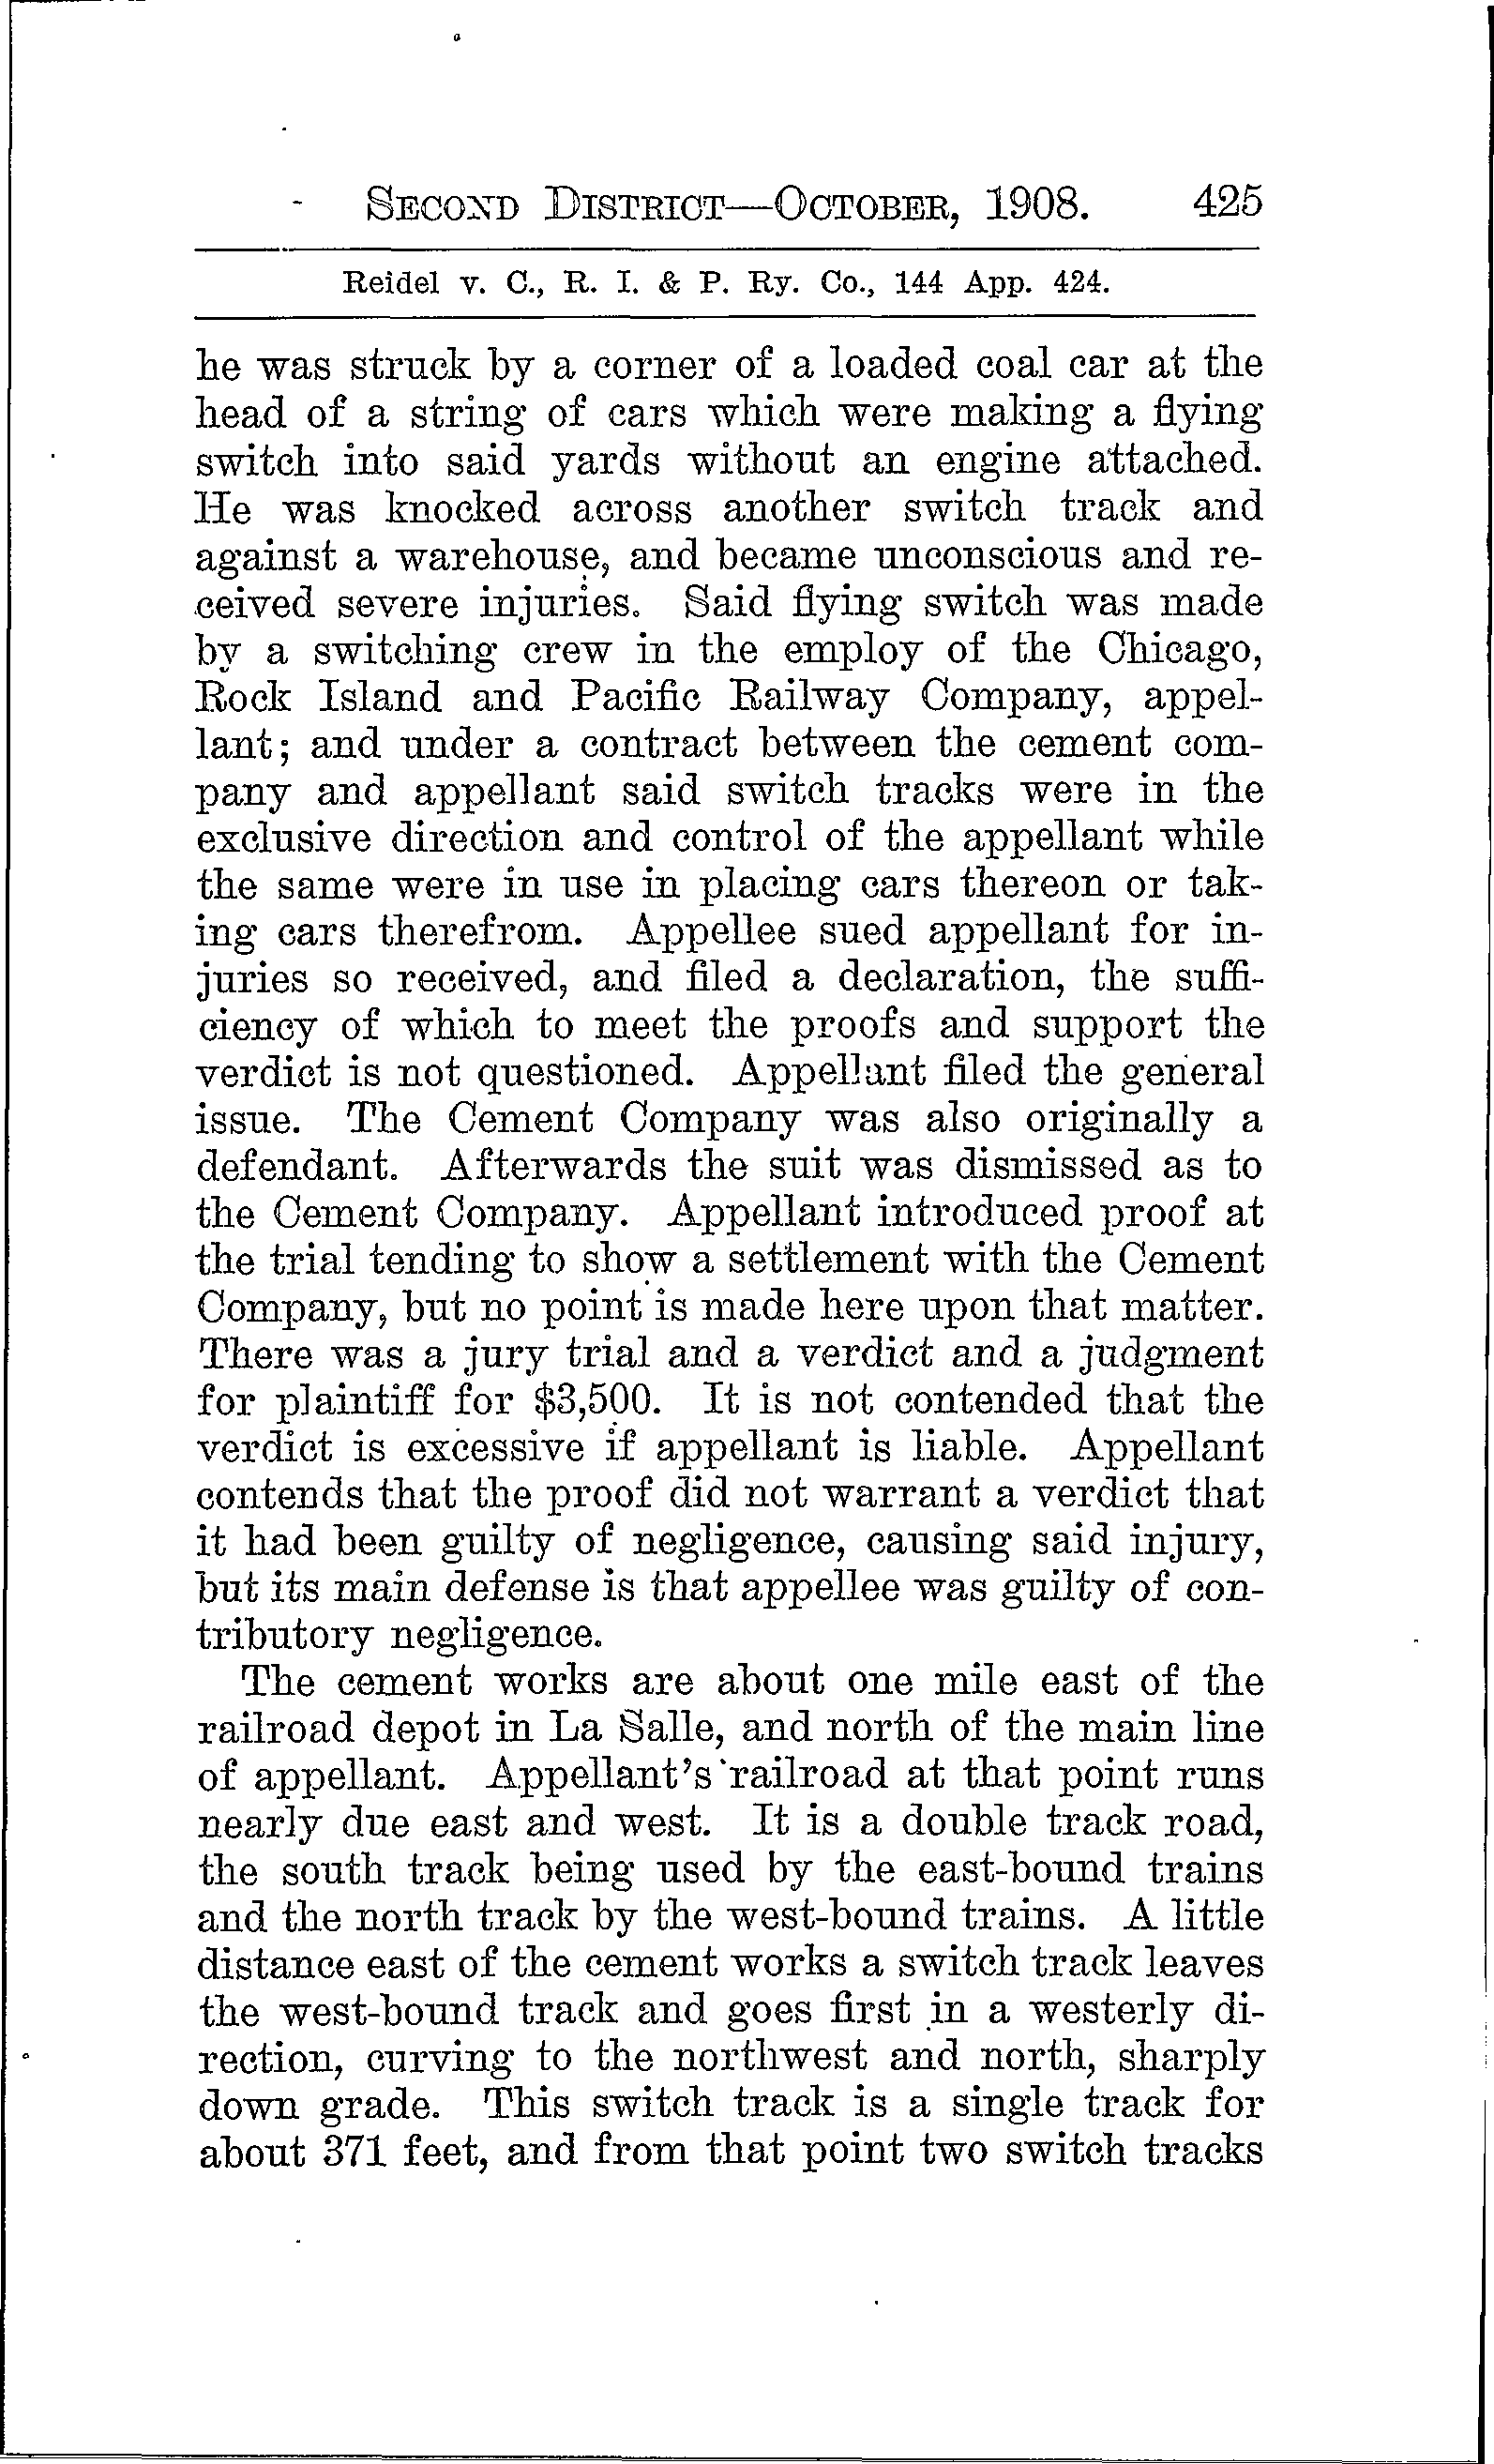 SECOND DISTRICT—OCTOBER, 1908. 425
Reidel v. C., R. I. & P. Ry. Co., 144 App. 424.
he was struck by a corner of a loaded coal car at the
head of a string of cars which were making a flying
switch into said yards without an engine attached.
He was knocked across another switch track and
against a warehouse, and became unconscious and re-
ceived severe injuries. Said flying switch was made
by a switching crew in the employ of the Chicago,
Rock Island and Pacific Railway Company, appel-
lant; and under a contract between the cement com-
pany and appellant said switch tracks were in the
exclusive direction and control of the appellant while
the same were in use in placing cars thereon or tak-
ing cars therefrom. Appellee sued appellant for in-
juries so received, and filed a declaration, the suffi-
ciency of which to meet the proofs and support the
verdict is not questioned. Appellant filed the general
issue. The Cement Company was also originally a
defendant. Afterwards the suit was dismissed as to
the Cement Company. Appellant introduced proof at
the trial tending to show a settlement with the Cement
Company, but no point is made here upon that matter.
There was a jury trial and a verdict and a judgment
for plaintiff for $3,500. It is not contended that the
verdict is excessive if appellant is liable. Appellant
contends that the proof did not warrant a verdict that
it had been guilty of negligence, causing said injury,
but its main defense is that appellee was guilty of con-
tributory negligence.
The cement works are about one mile east of the
railroad depot in La Salle, and north of the main line
of appellant. Appellant's railroad at that point runs
nearly due east and west. It is a double track road,
the south track being used by the east-bound trains
and the north track by the west-bound trains. A little
distance east of the cement works a switch track leaves
the west-bound track and goes first in a westerly di-
rection, curving to the northwest and north, sharply
down grade. This switch track is a single track for
about 371 feet, and from that point two switch tracks